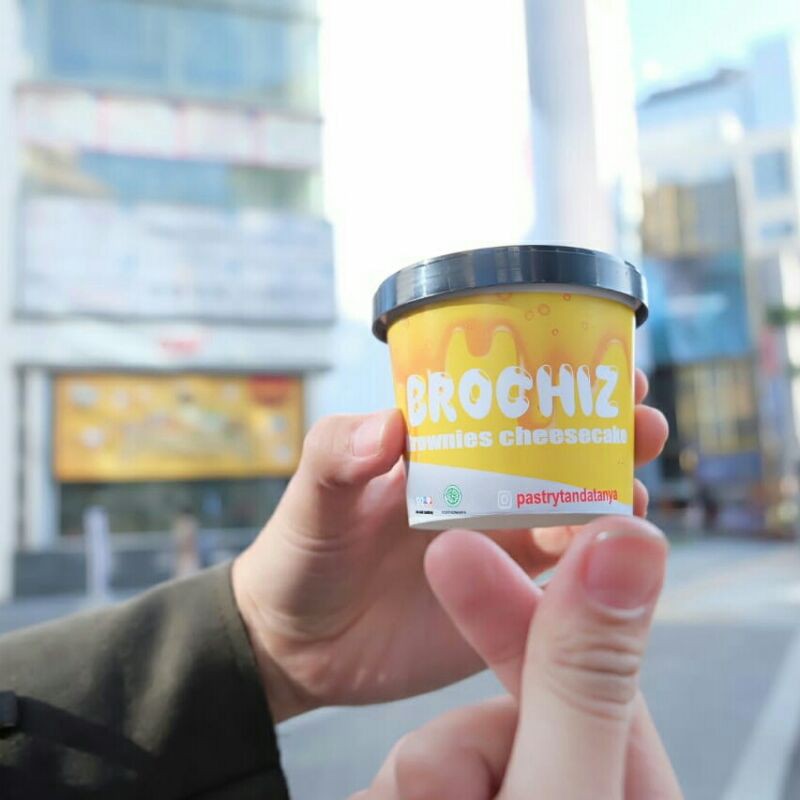 BROCHIZ
brownies cheesecake
pastrytandatanya